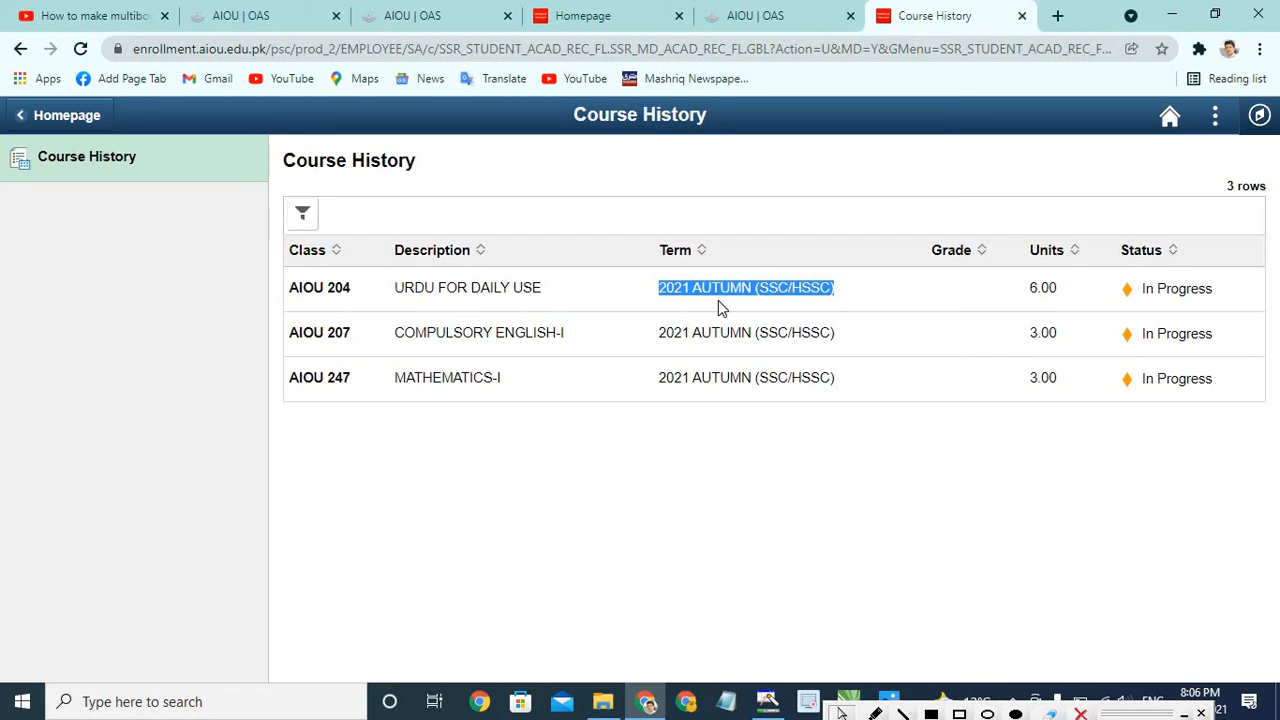 How to make multibo
AIOU | OAS
AIOU | OAS
Homepage
AIOU | OAS
Course History
enrollment.aiou.edu.pk/psc/prod_2/EMPLOYEE/SA/c/SSR_STUDENT_ACAD_REC_FL.SSR_MD_ACAD_REC_FL.GBL?Action=U&MD=Y&GMenu=SSR_STUDENT_ACAD_REC_F...
Apps
Add Page Tab
Gmail
YouTube
Maps
News
Translate
YouTube
Mashriq Newspape...
Reading list
Homepage
Course History
Course History
Course History
3 rows
Class Description Term Grade Units Status
AIOU 204 URDU FOR DAILY USE 2021 AUTUMN (SSC/HSSC) 6.00 In Progress
AIOU 207 COMPULSORY ENGLISH-I 2021 AUTUMN (SSC/HSSC) 3.00 In Progress
AIOU 247 MATHEMATICS-I 2021 AUTUMN (SSC/HSSC) 3.00 In Progress
Type here to search
ENG
8:06 PM